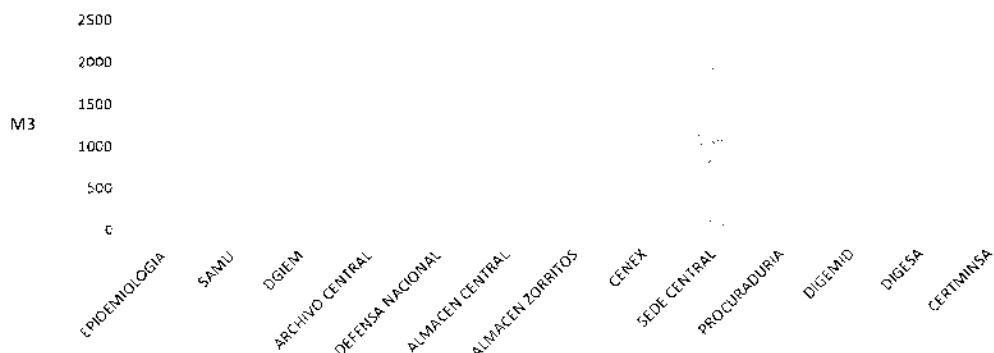 2500
2000
1500
M3
1000
500
0
EPIDEMIOLOGIA
SAMU
DGIEM
ARCHIVO CENTRAL
DEFENSA NACIONAL
ALMACEN CENTRAL
ALMACEN ZORRITOS
CENEX
SEDE CENTRAL
PROCURADURIA
DIGEMID
DIGESA
CERTMINSA